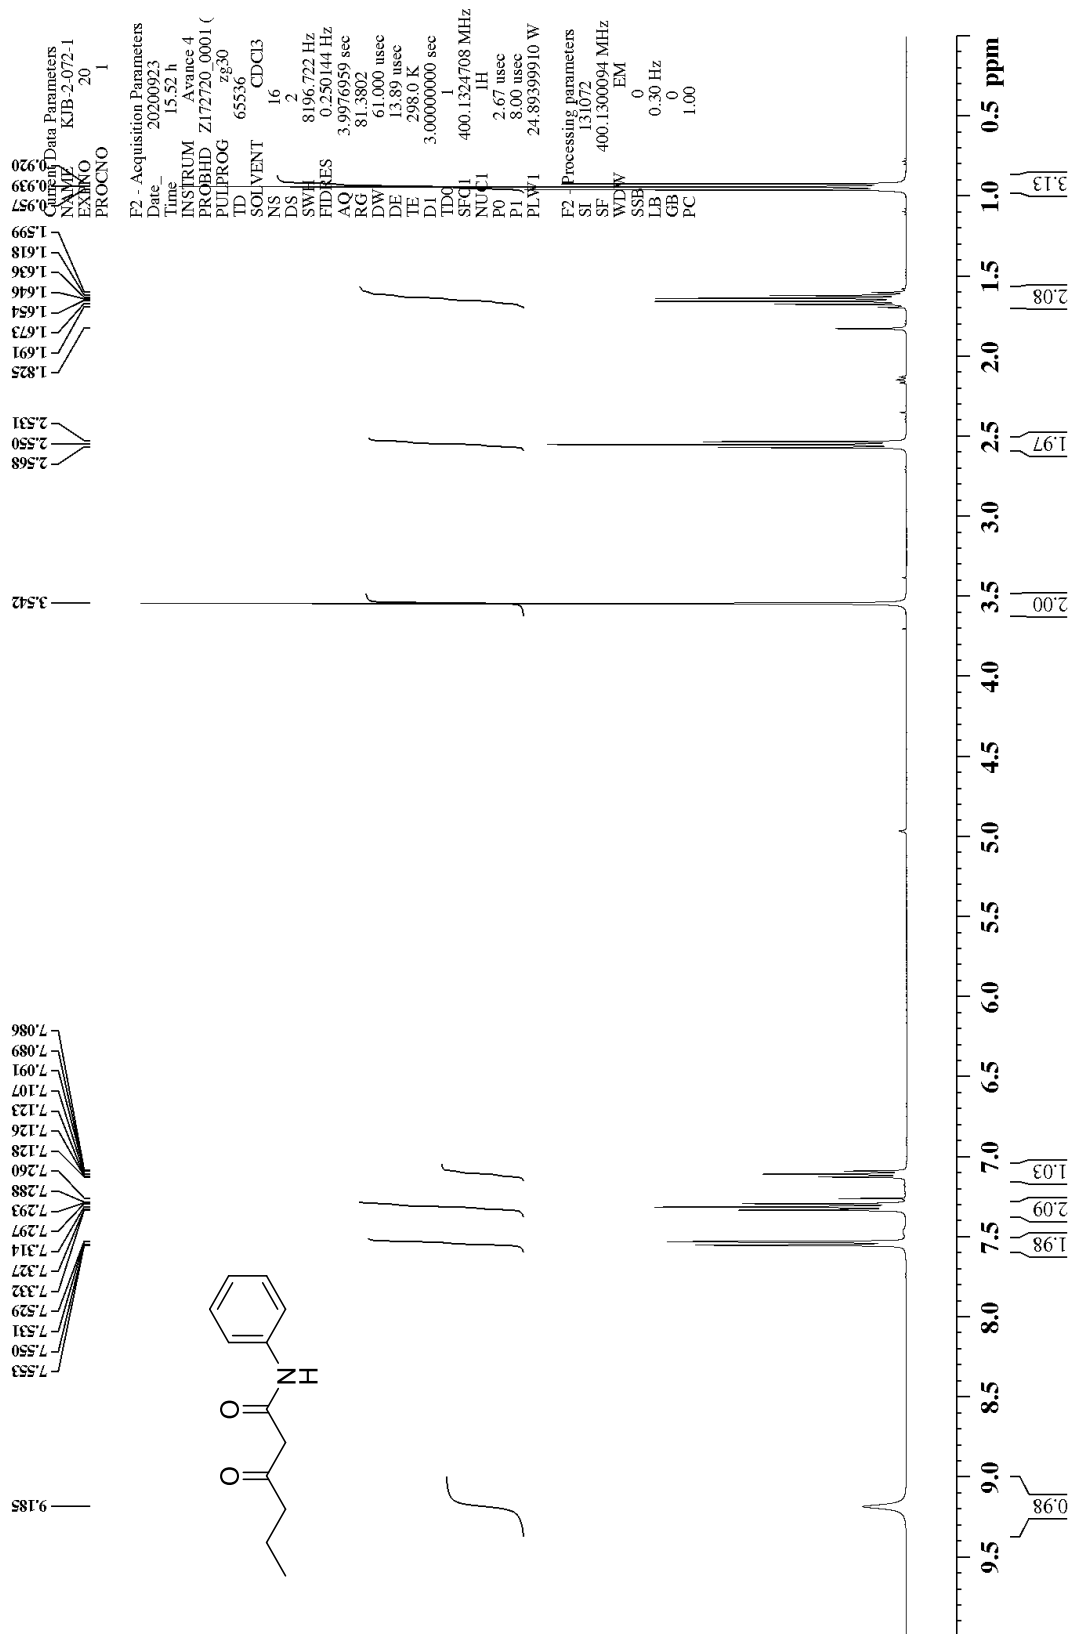 7.553
7.550
7.531
7.529
7.332
7.327
7.314
7.297
7.293
7.288
7.260
7.128
7.126
7.123
7.107
7.091
7.089
7.086
9.185
3.542
2.568
2.550
2.531
1.825
1.691
1.673
1.654
1.646
1.636
1.618
1.599
0.957
0.939
0.920
Current Data Parameters
NAME KJB-2-072-1
EXPNO 20
PROCNO 1
F2 - Acquisition Parameters
Date_ 20200923
Time 15.52 h
INSTRUM Avance 4
PROBHD Z172720_0001 (
PULPROG zg30
TD 65536
SOLVENT CDCl3
NS 16
DS 2
SWH 8196.722 Hz
FIDRES 0.250144 Hz
AQ 3.9976959 sec
RG 81.3802
DW 61.000 usec
DE 13.89 usec
TE 298.0 K
D1 3.00000000 sec
TD0 1
SFO1 400.1324708 MHz
NUC1 1H
P0 2.67 usec
P1 8.00 usec
PLW1 24.89399910 W
F2 - Processing parameters
SI 131072
SF 400.1300094 MHz
WDW EM
SSB 0
LB 0.30 Hz
GB 0
PC 1.00
O O
N
H
9.5 9.0 8.5 8.0 7.5 7.0 6.5 6.0 5.5 5.0 4.5 4.0 3.5 3.0 2.5 2.0 1.5 1.0 0.5 ppm
0.98 1.98 2.09 1.03 2.00 1.97 2.08 3.13